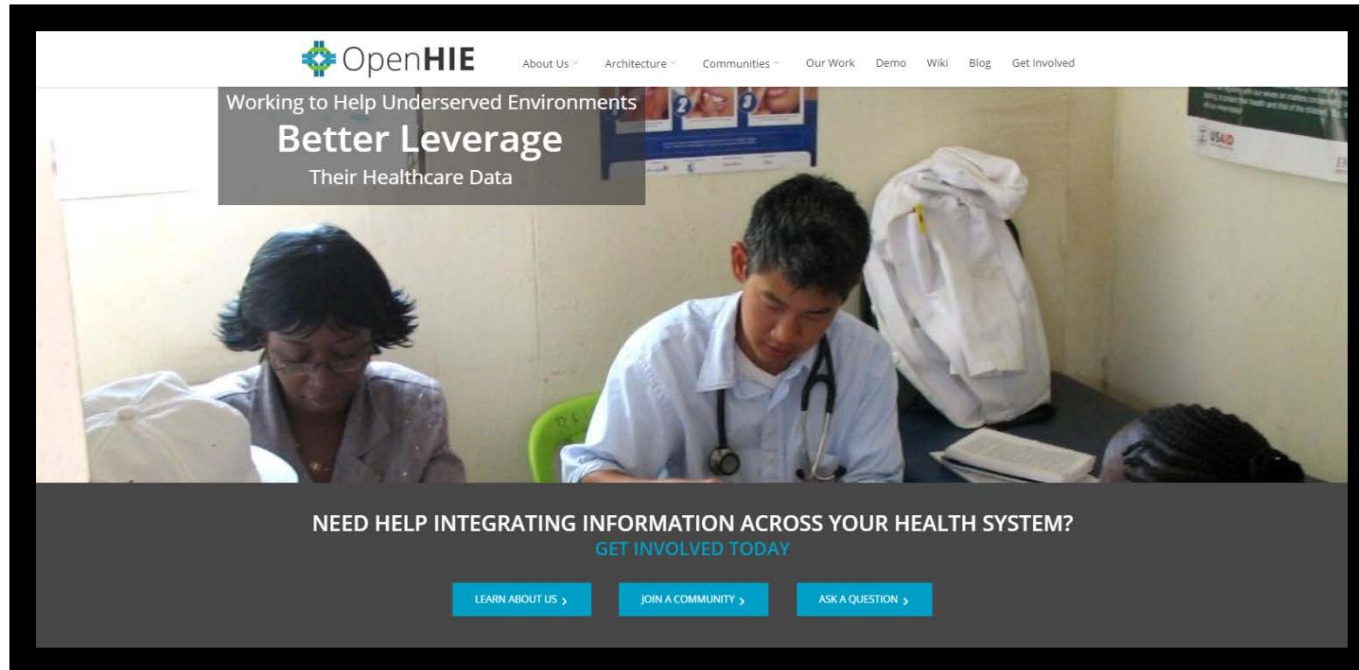 OpenHIE
About Us Architecture Communities Our Work Demo Wiki Blog Get Involved
Working to Help Underserved Environments
Better Leverage
Their Healthcare Data
2 3
USAID
NEED HELP INTEGRATING INFORMATION ACROSS YOUR HEALTH SYSTEM?
GET INVOLVED TODAY
LEARN ABOUT US › JOIN A COMMUNITY › ASK A QUESTION ›